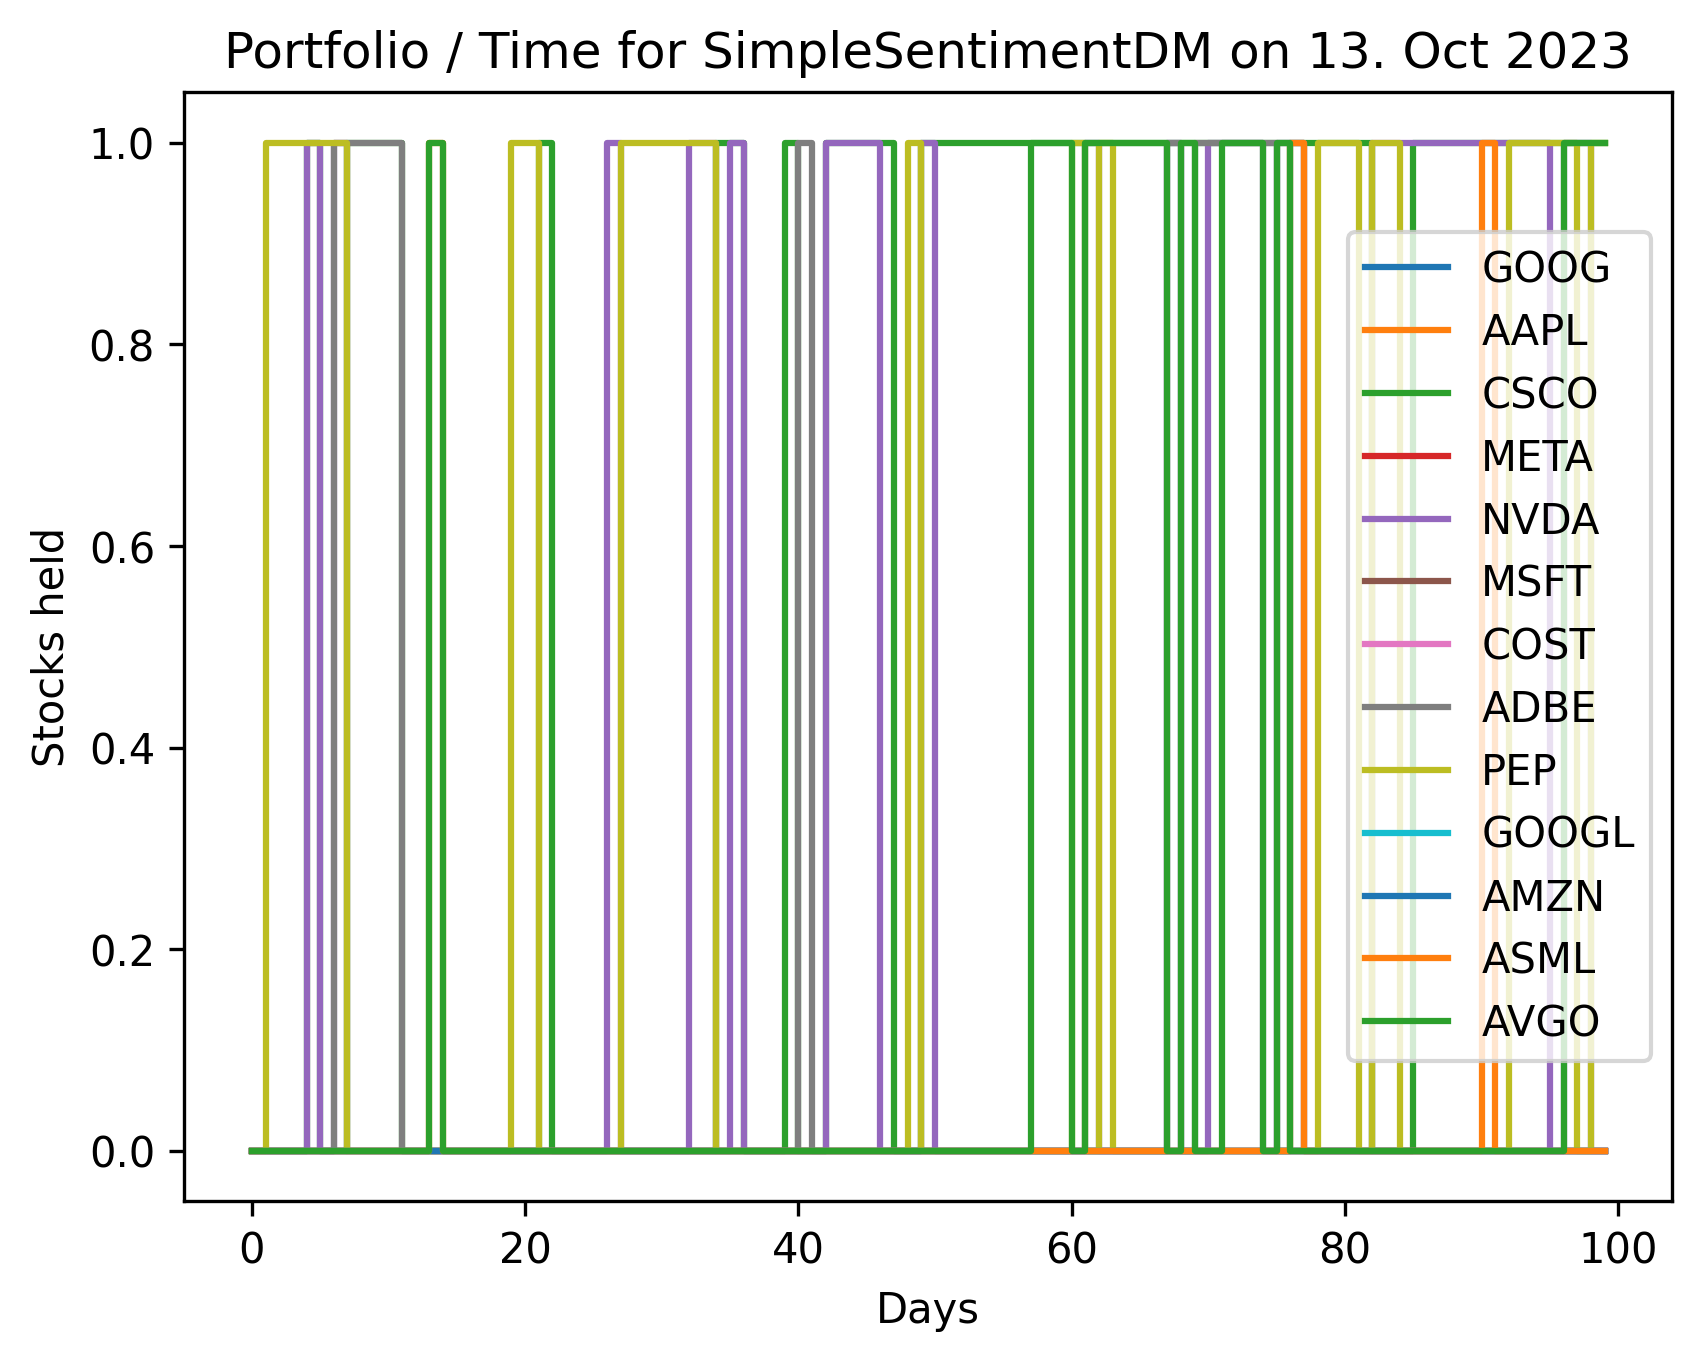 Portfolio / Time for SimpleSentimentDM on 13. Oct 2023
1.0
0.8
0.6
0.4
0.2
0.0
Stocks held
GOOG
AAPL
CSCO
META
NVDA
MSFT
COST
ADBE
PEP
GOOGL
AMZN
ASML
AVGO
0 20 40 60 80 100
Days